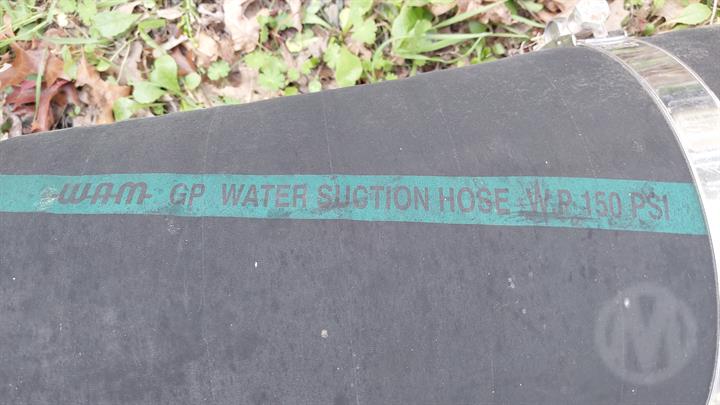 WAM GP WATER SUCTION HOSE W.P. 150 PSI
M